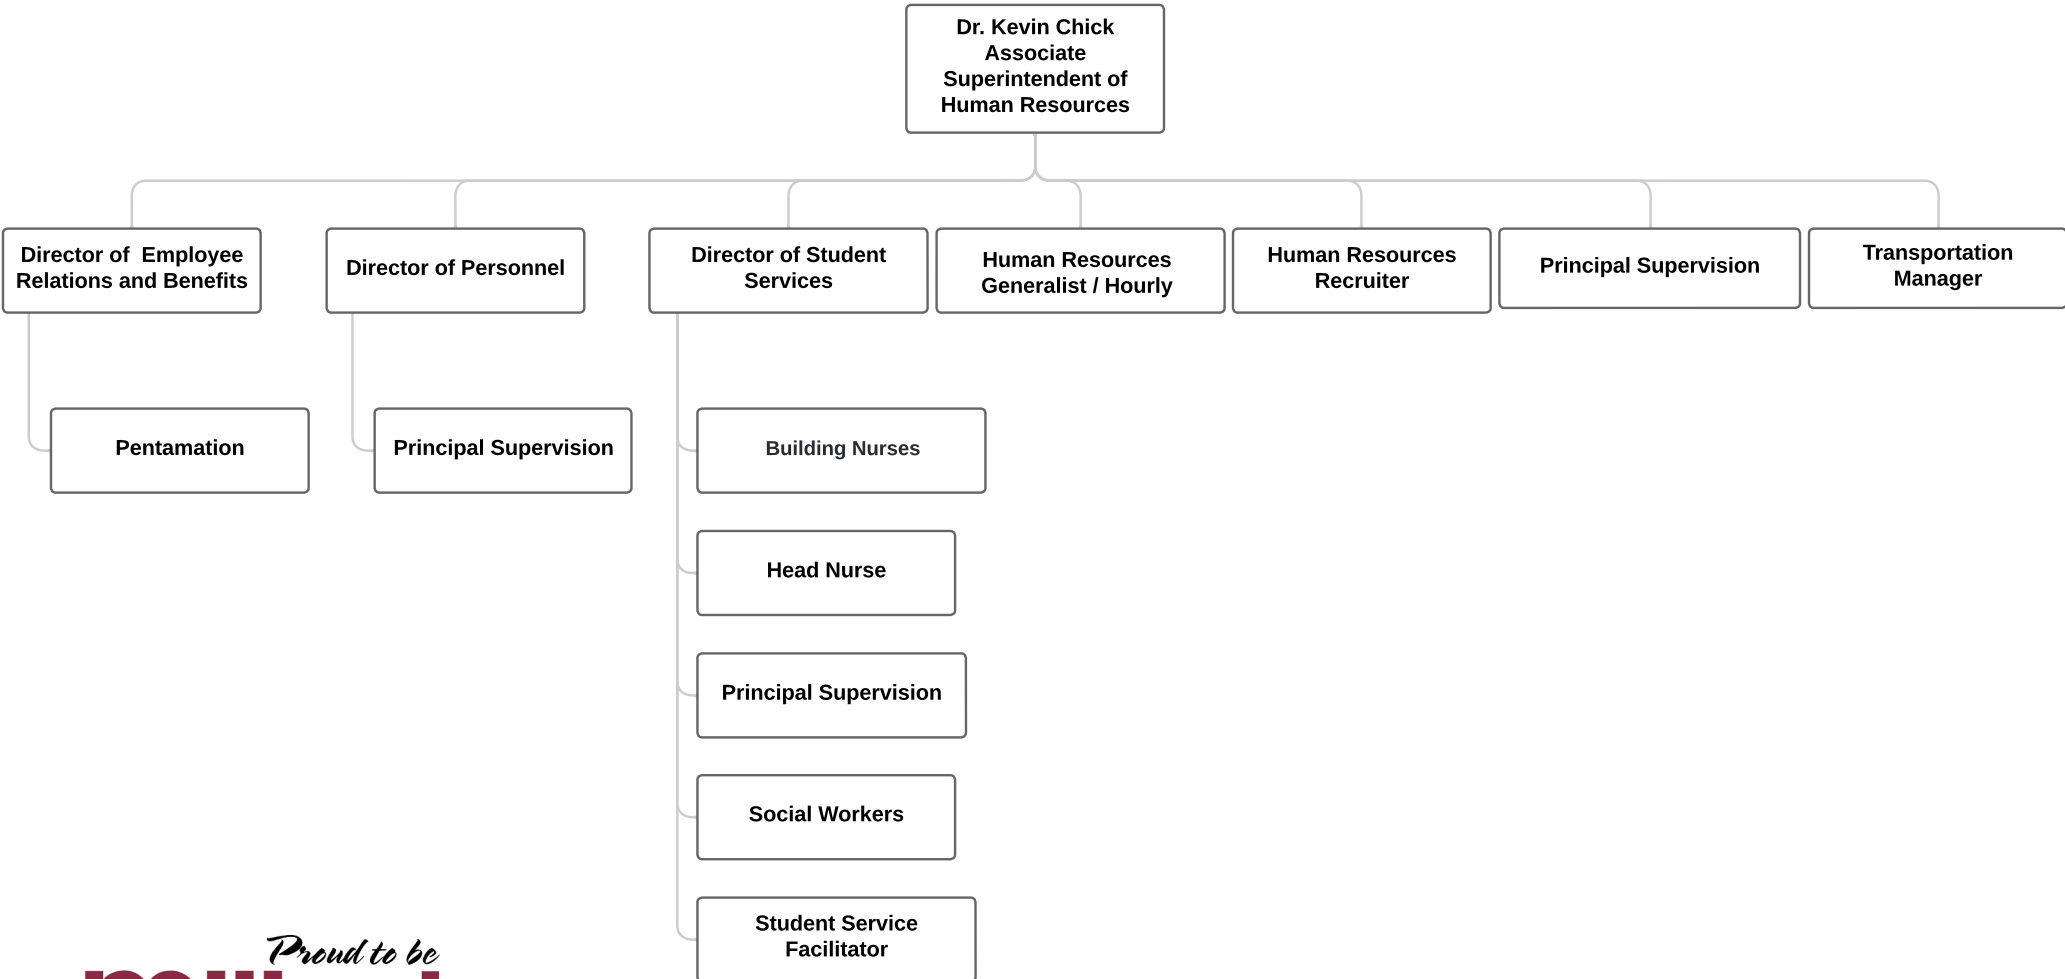 Dr. Kevin Chick
Associate
Superintendent of
Human Resources
Director of  Employee
Relations and Benefits
Director of Personnel
Director of Student
Services
Human Resources
Generalist / Hourly
Human Resources
Recruiter
Principal Supervision
Transportation
Manager
Pentamation
Principal Supervision
Building Nurses
Head Nurse
Principal Supervision
Social Workers
Student Service
Facilitator
Proud to be